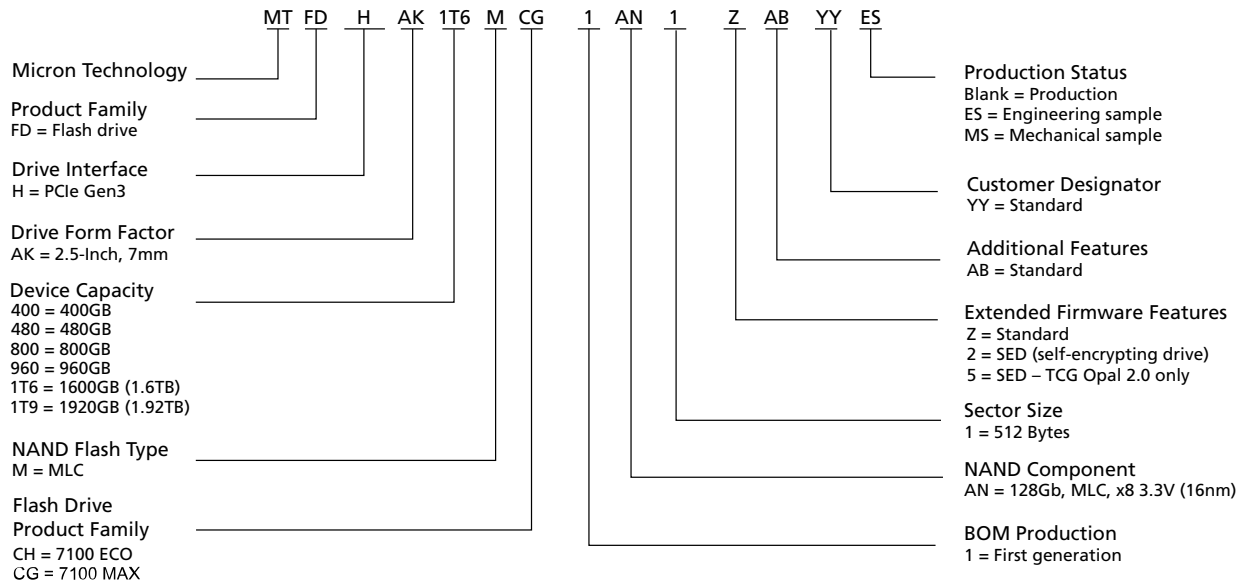 MT FD H AK 1T6 M CG 1 AN 1 Z AB YY ES
Micron Technology
Product Family
FD = Flash drive
Drive Interface
H = PCIe Gen3
Drive Form Factor
AK = 2.5-Inch, 7mm
Device Capacity
400 = 400GB
480 = 480GB
800 = 800GB
960 = 960GB
1T6 = 1600GB (1.6TB)
1T9 = 1920GB (1.92TB)
NAND Flash Type
M = MLC
Flash Drive
Product Family
CH = 7100 ECO
CG = 7100 MAX
Production Status
Blank = Production
ES = Engineering sample
MS = Mechanical sample
Customer Designator
YY = Standard
Additional Features
AB = Standard
Extended Firmware Features
Z = Standard
2 = SED (self-encrypting drive)
5 = SED – TCG Opal 2.0 only
Sector Size
1 = 512 Bytes
NAND Component
AN = 128Gb, MLC, x8 3.3V (16nm)
BOM Production
1 = First generation